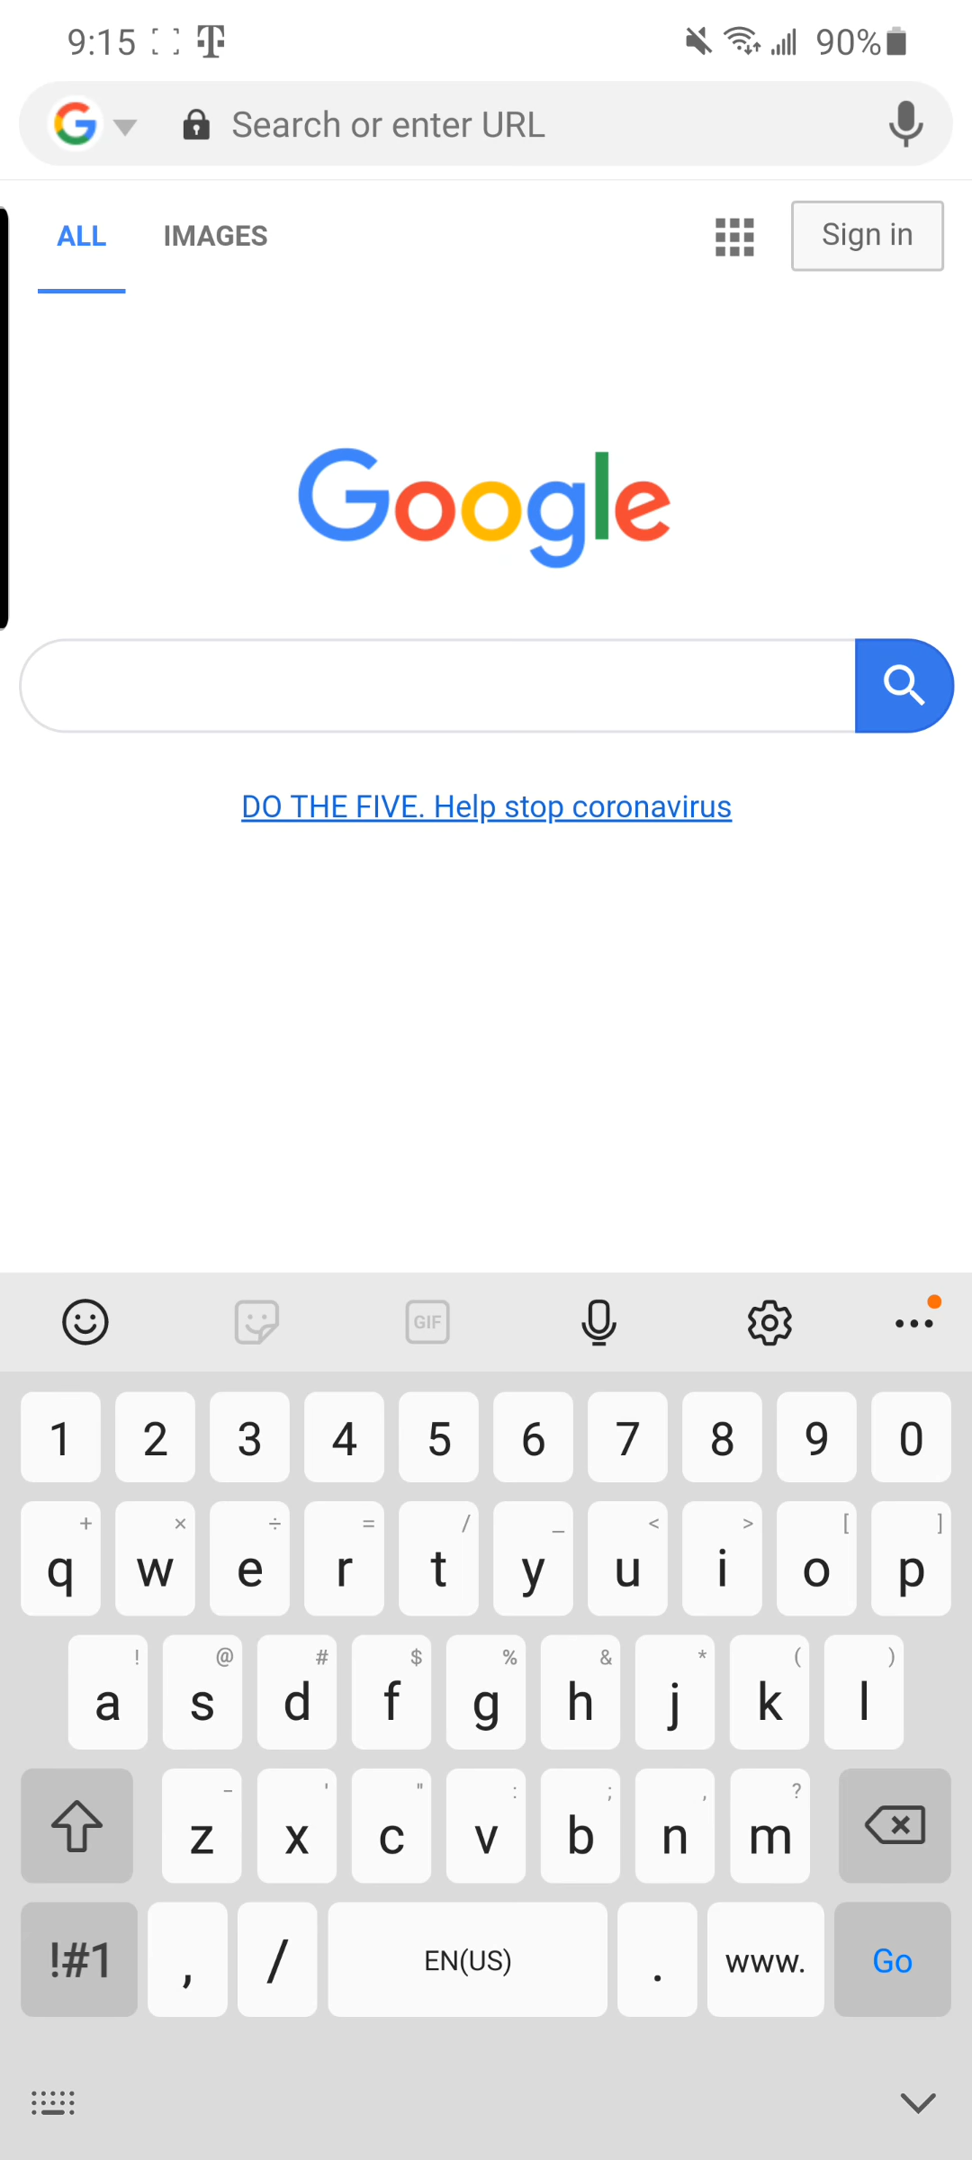 9:15 T 90%
G Search or enter URL
ALL IMAGES Sign in
Google
DO THE FIVE. Help stop coronavirus
GIF
1 2 3 4 5 6 7 8 9 0
+ × ÷ = / _ < > [ ]
q w e r t y u i o p
! @ # $ % & * ( )
a s d f g h j k l
- ' " : ; , ?
z x c v b n m
!#1 , / EN(US) . www. Go